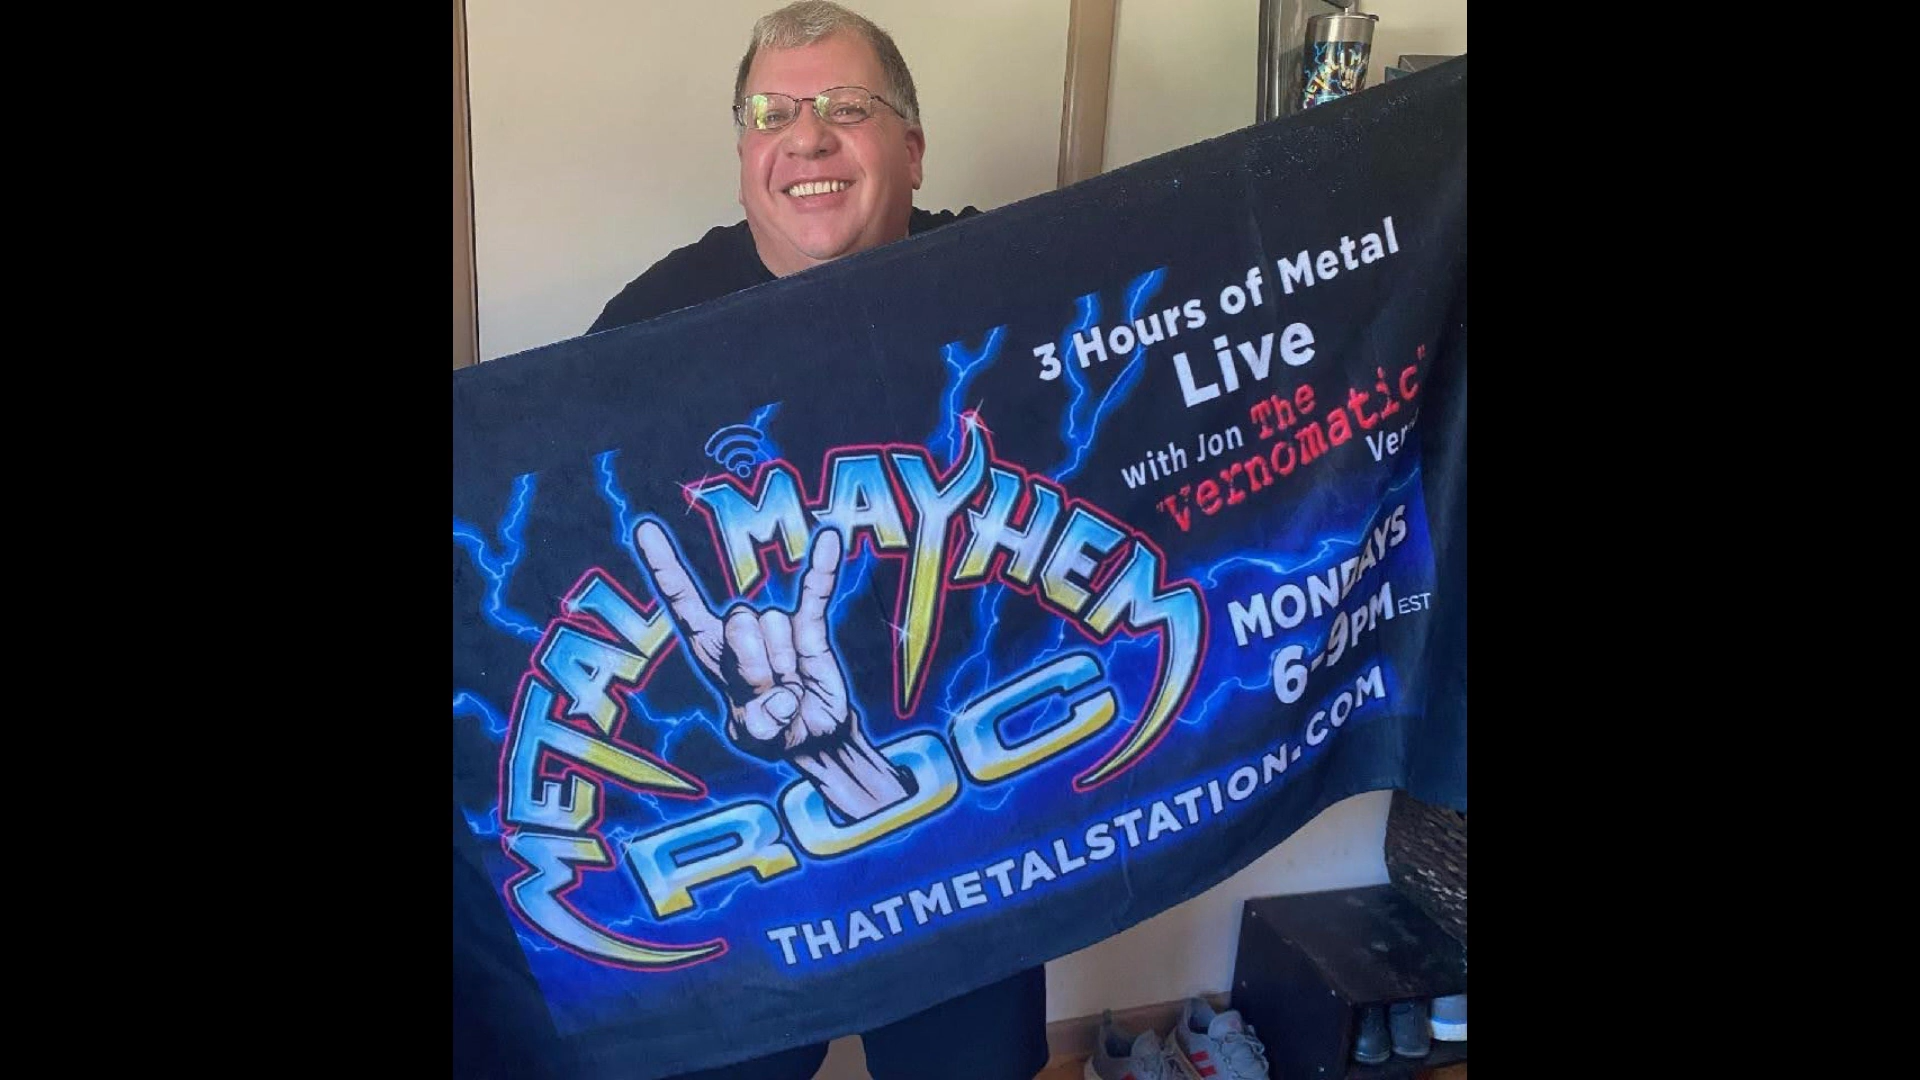 3 Hours of Metal
Live
with Jon The
"Vernomatic"
METAL MAYHEM
ROC
MONDAYS
6-9PM EST
THATMETALSTATION.COM